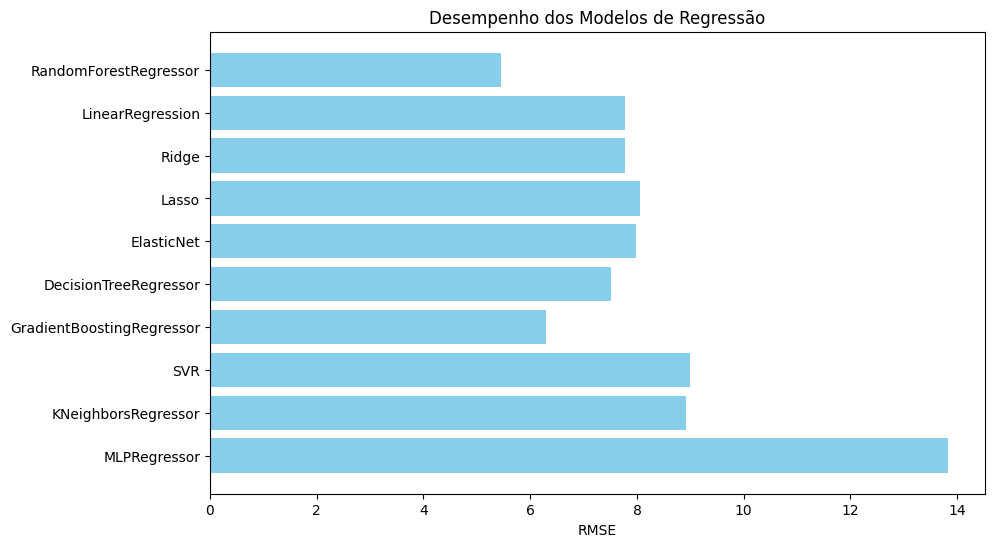 Desempenho dos Modelos de Regressão
RandomForestRegressor
LinearRegression
Ridge
Lasso
ElasticNet
DecisionTreeRegressor
GradientBoostingRegressor
SVR
KNeighborsRegressor
MLPRegressor
0 2 4 6 8 10 12 14
RMSE